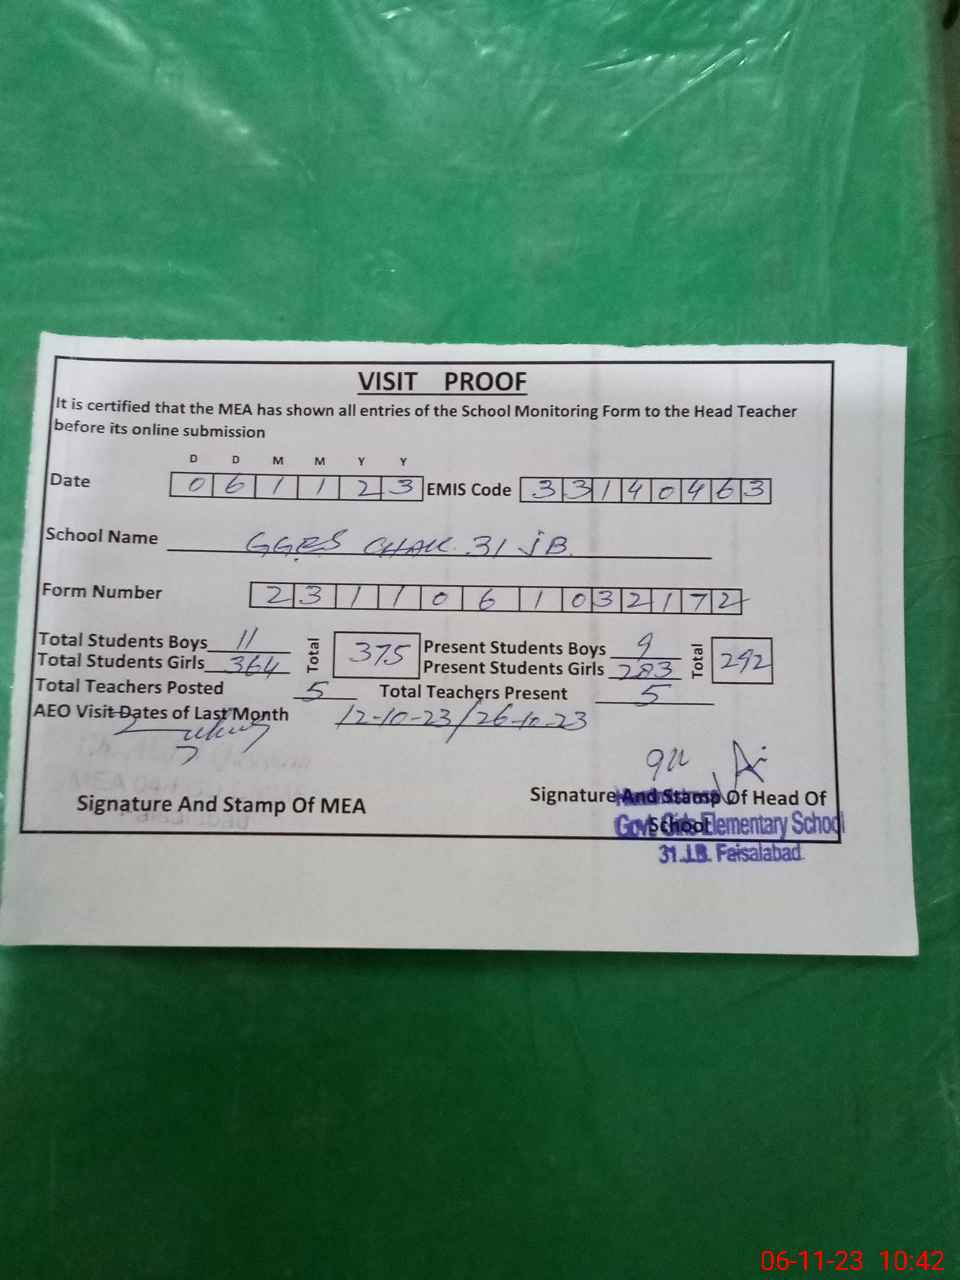 VISIT PROOF
It is certified that the MEA has shown all entries of the School Monitoring Form to the Head Teacher
before its online submission
D D M M Y Y
Date 0 6 1 1 2 3 EMIS Code 3 3 1 4 0 4 6 3
School Name GGES CHAK 31 JB.
Form Number 2 3 1 1 0 6 1 0 3 2 1 7 2
Total Students Boys 11 Total 375 Present Students Boys 9 Total 292
Total Students Girls 364 Present Students Girls 283
Total Teachers Posted 5 Total Teachers Present 5
AEO Visit Dates of Last Month 12-10-23/26-10-23
Signature And Stamp Of MEA
Signature And Stamp Of Head Of
School
Govt Girls Elementary School
31 J.B. Faisalabad
06-11-23 10:42